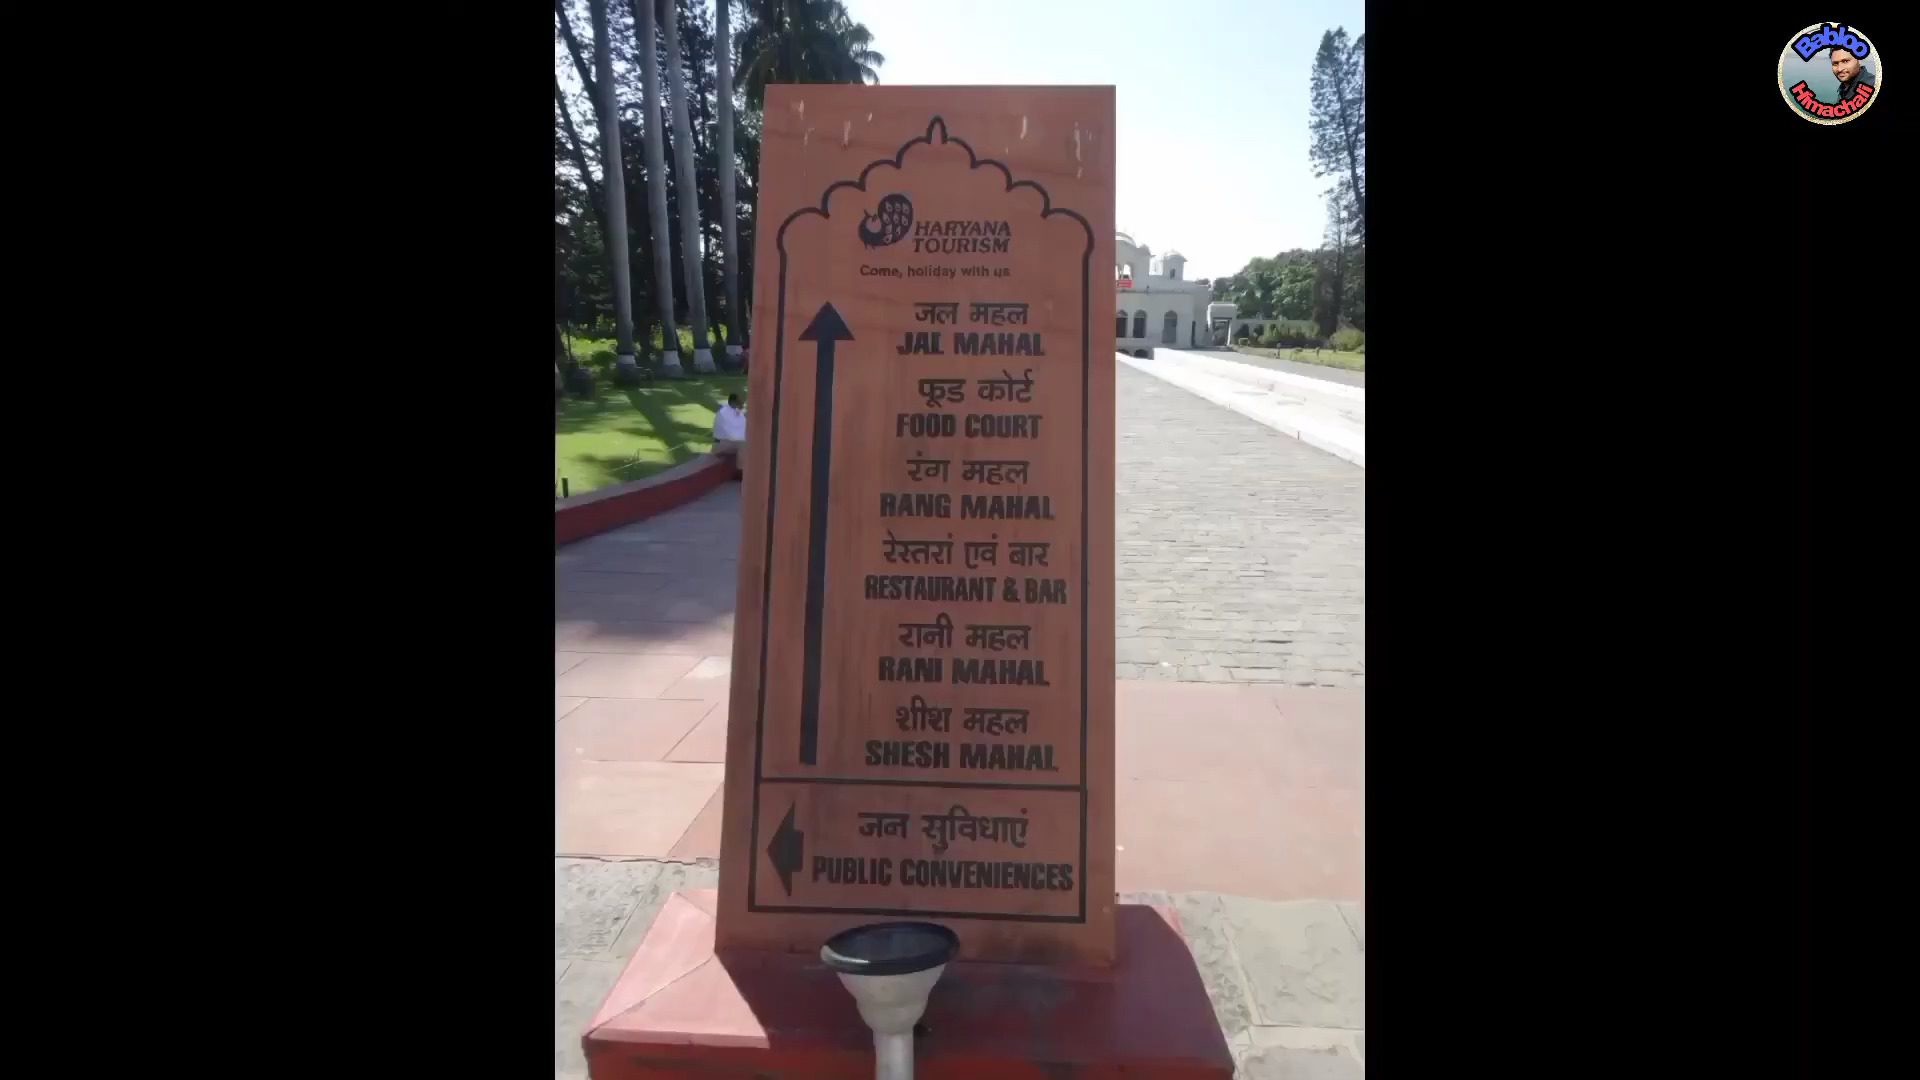 Babloo
Himachali
HARYANA
TOURISM
Come, holiday with us
जल महल
JAL MAHAL
फूड कोर्ट
FOOD COURT
रंग महल
RANG MAHAL
रेस्तरां एवं बार
RESTAURANT & BAR
रानी महल
RANI MAHAL
शीश महल
SHESH MAHAL
जन सुविधाएं
PUBLIC CONVENIENCES